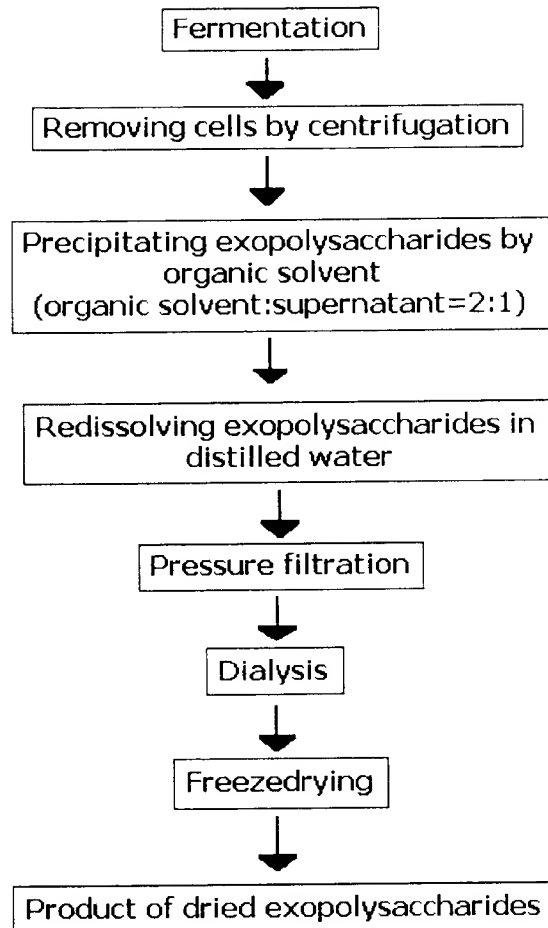 Fermentation
Removing cells by centrifugation
Precipitating exopolysaccharides by
organic solvent
(organic solvent:supernatant=2:1)
Redissolving exopolysaccharides in
distilled water
Pressure filtration
Dialysis
Freezedrying
Product of dried exopolysaccharides